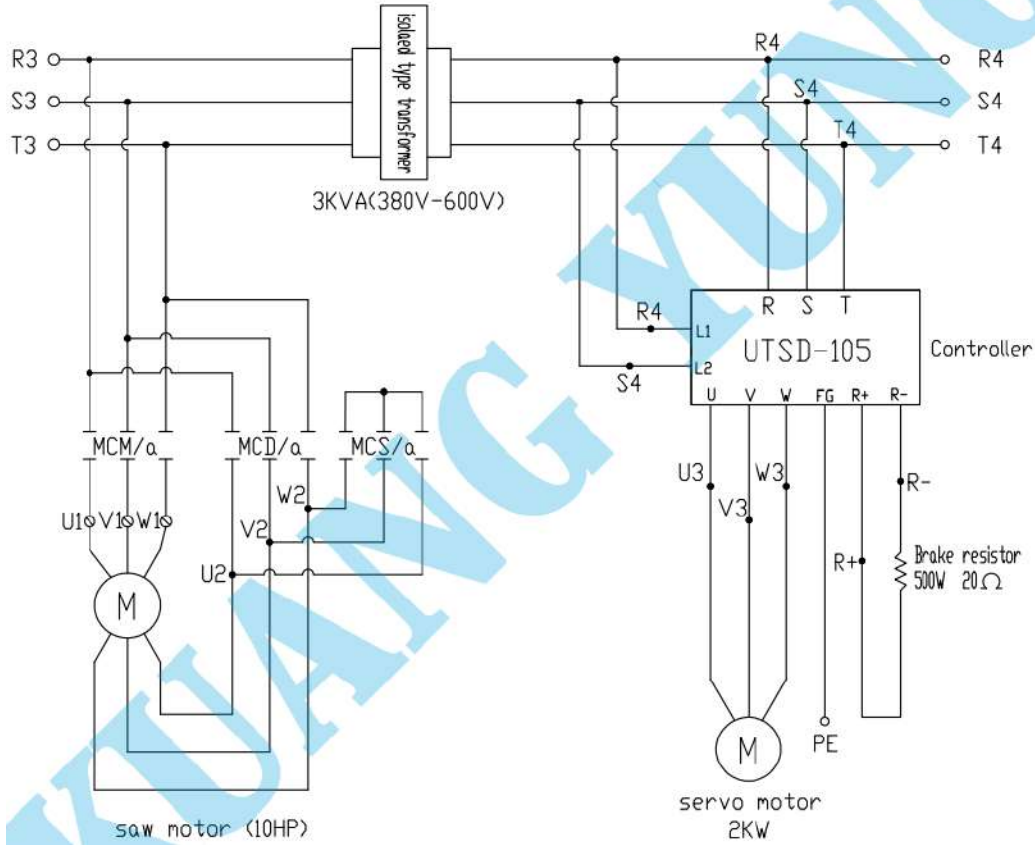 isolaed type transformer
R3
R4
R4
S3
S4
S4
T3
T4
T4
3KVA(380V-600V)
R S T
R4
L1
UTSD-105
Controller
L2
S4
U V W FG R+ R-
MCM/a
MCD/a
MCS/a
U3
W3
R-
W2
V3
U1 V1 W1
V2
R+
Brake resistor
500W 20Ω
U2
M
M
PE
servo motor
2KW
saw motor (10HP)
KUANG YUNG